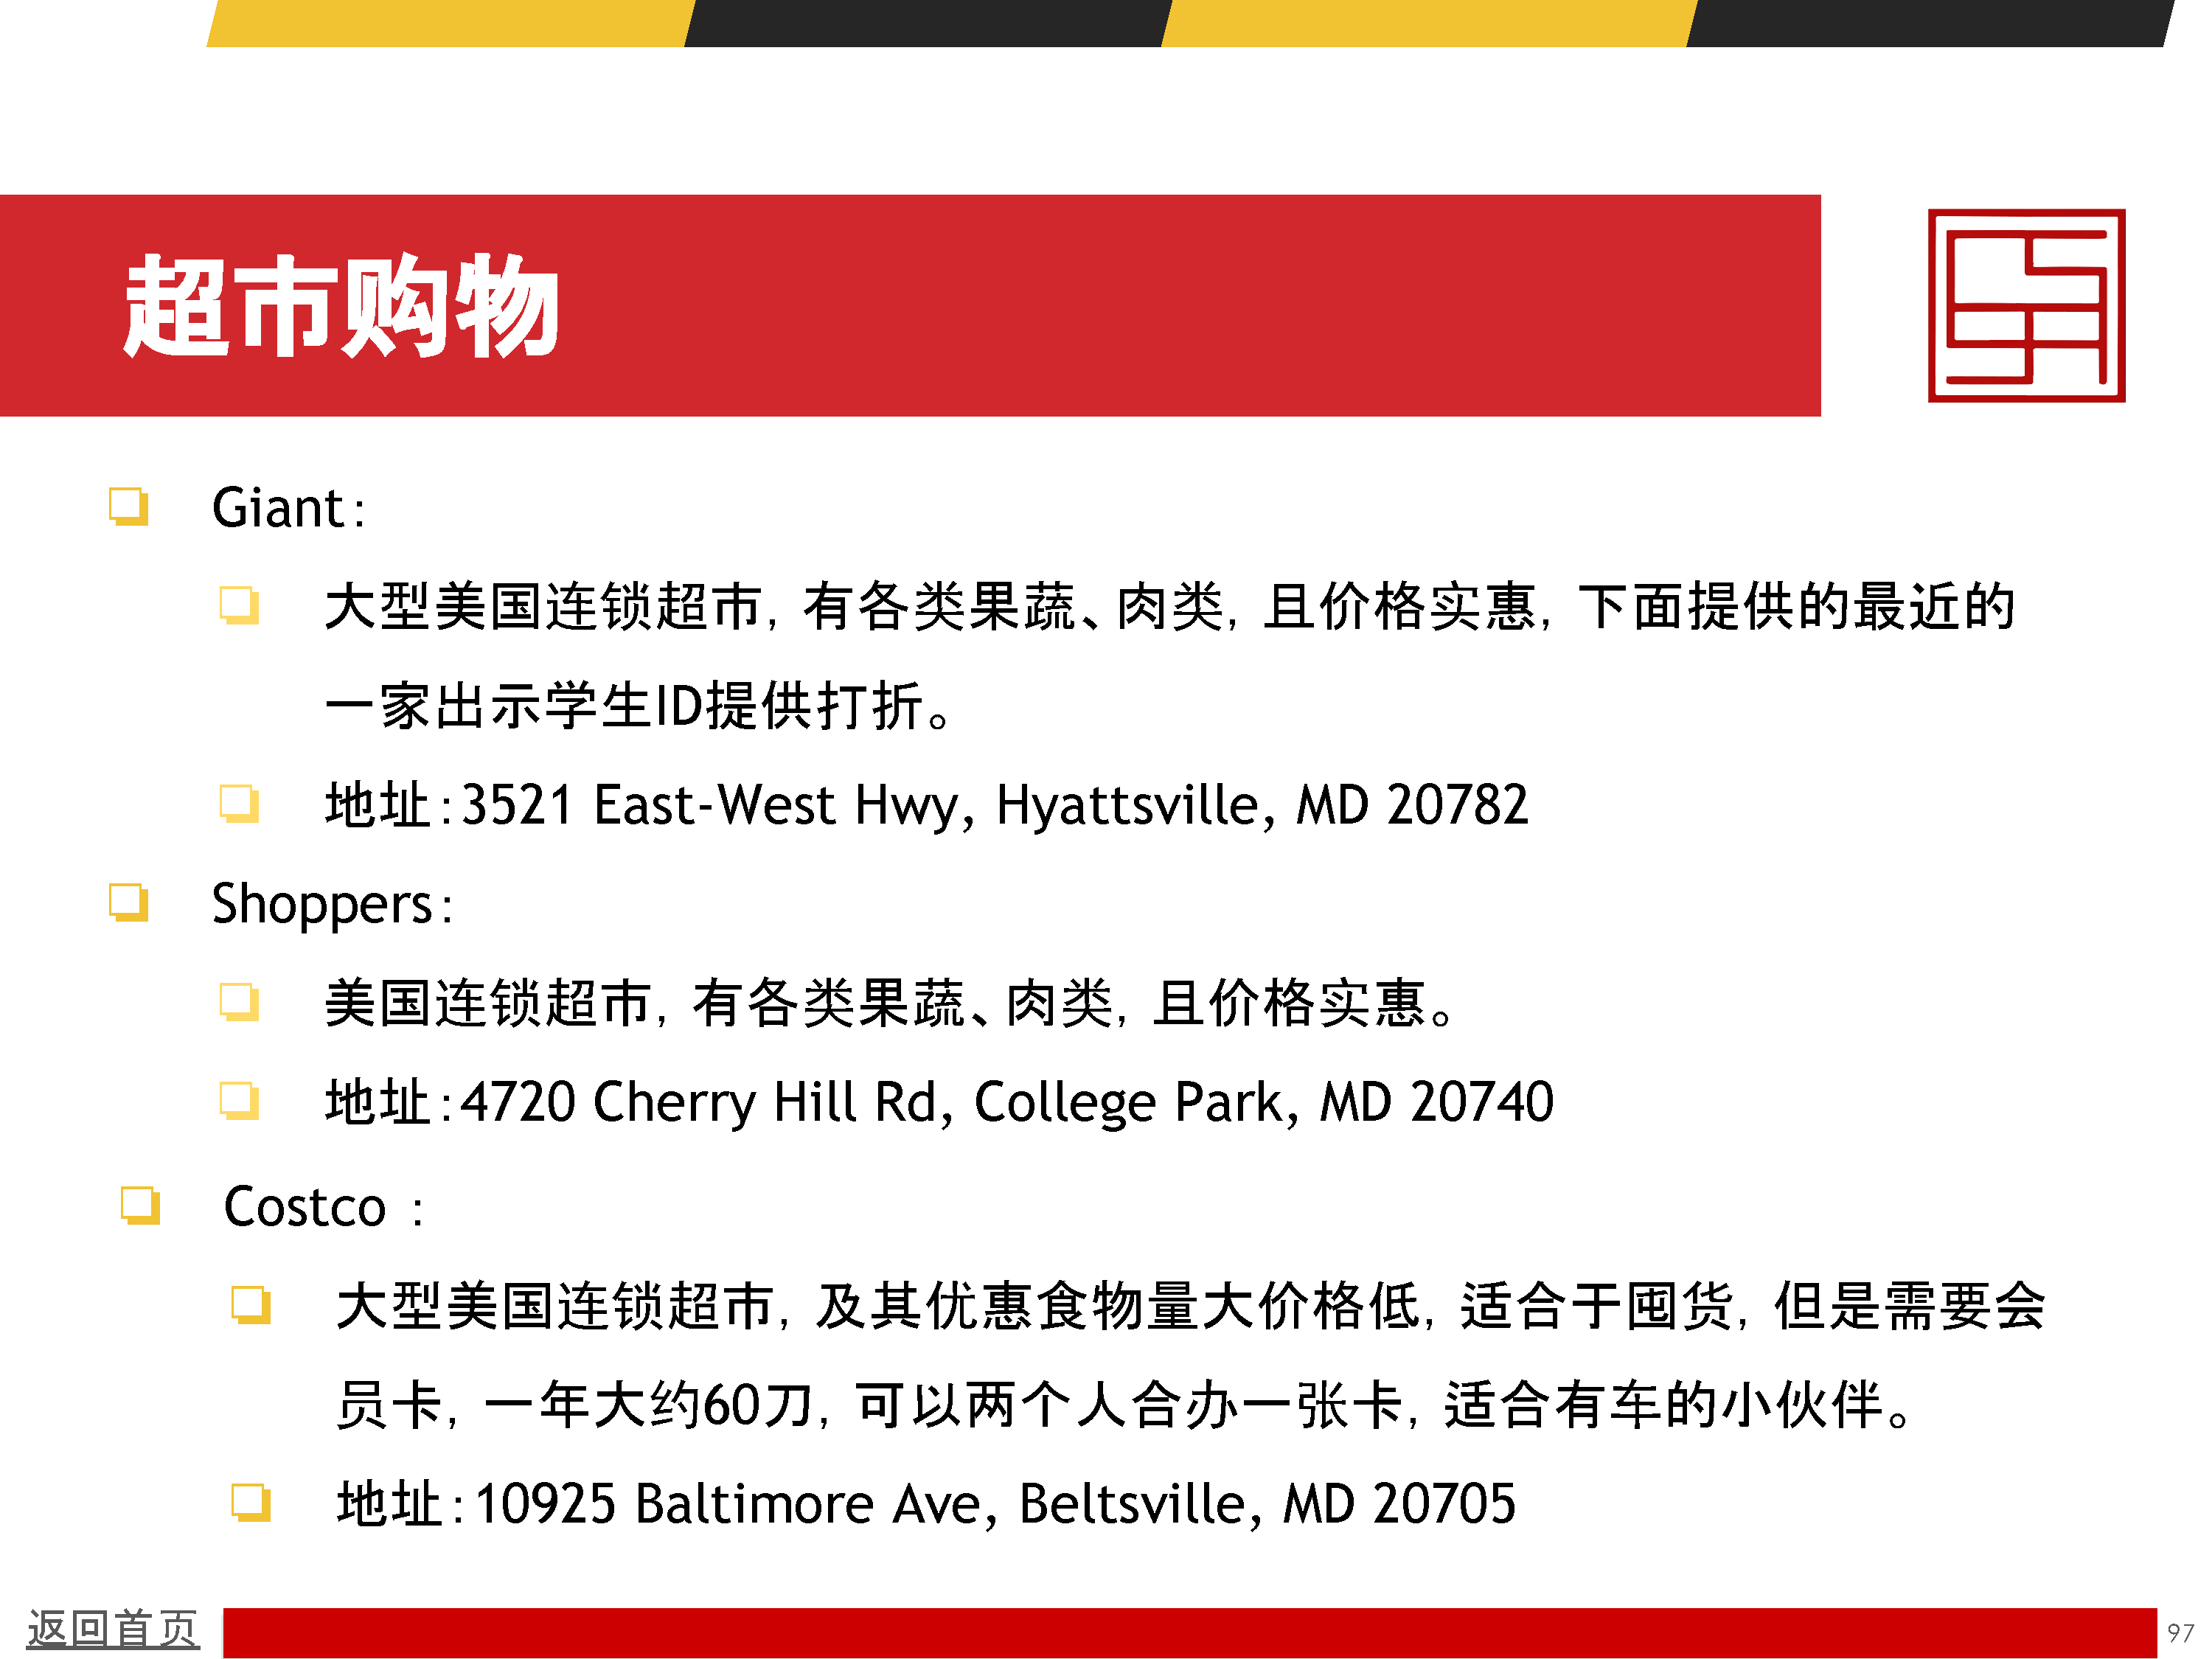 超市购物
Giant：
大型美国连锁超市，有各类果蔬、肉类，且价格实惠，下面提供的最近的
一家出示学生ID提供打折。
地址：3521 East-West Hwy, Hyattsville, MD 20782
Shoppers：
美国连锁超市，有各类果蔬、肉类，且价格实惠。
地址：4720 Cherry Hill Rd, College Park, MD 20740
Costco ：
大型美国连锁超市，及其优惠食物量大价格低，适合于囤货，但是需要会
员卡，一年大约60刀，可以两个人合办一张卡，适合有车的小伙伴。
地址：10925 Baltimore Ave, Beltsville, MD 20705
返回首页
97